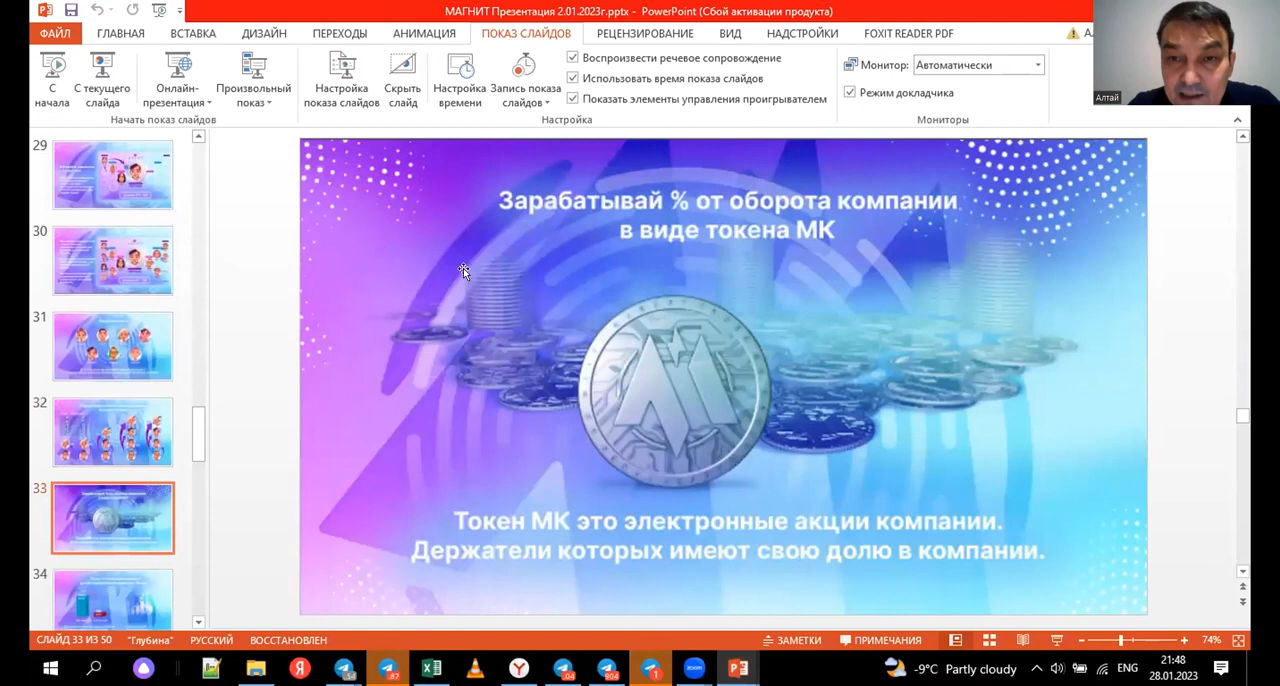 МАГНИТ Презентация 2.01.2023г.pptx - PowerPoint (Сбой активации продукта)
ФАЙЛ ГЛАВНАЯ ВСТАВКА ДИЗАЙН ПЕРЕХОДЫ АНИМАЦИЯ ПОКАЗ СЛАЙДОВ РЕЦЕНЗИРОВАНИЕ ВИД НАДСТРОЙКИ FOXIT READER PDF
С начала
С текущего слайда
Онлайн-презентация
Произвольный показ
Начать показ слайдов
Настройка показа слайдов
Скрыть слайд
Настройка времени
Запись показа слайдов
Воспроизвести речевое сопровождение
Использовать время показа слайдов
Показать элементы управления проигрывателем
Настройка
Монитор: Автоматически
Режим докладчика
Мониторы
Алтай
29
30
31
32
33
34
Зарабатывай % от оборота компании
в виде токена МК
Токен МК это электронные акции компании.
Держатели которых имеют свою долю в компании.
СЛАЙД 33 ИЗ 50 "Глубина" РУССКИЙ ВОССТАНОВЛЕН ЗАМЕТКИ ПРИМЕЧАНИЯ 74%
-9°C Partly cloudy ENG 21:48
28.01.2023